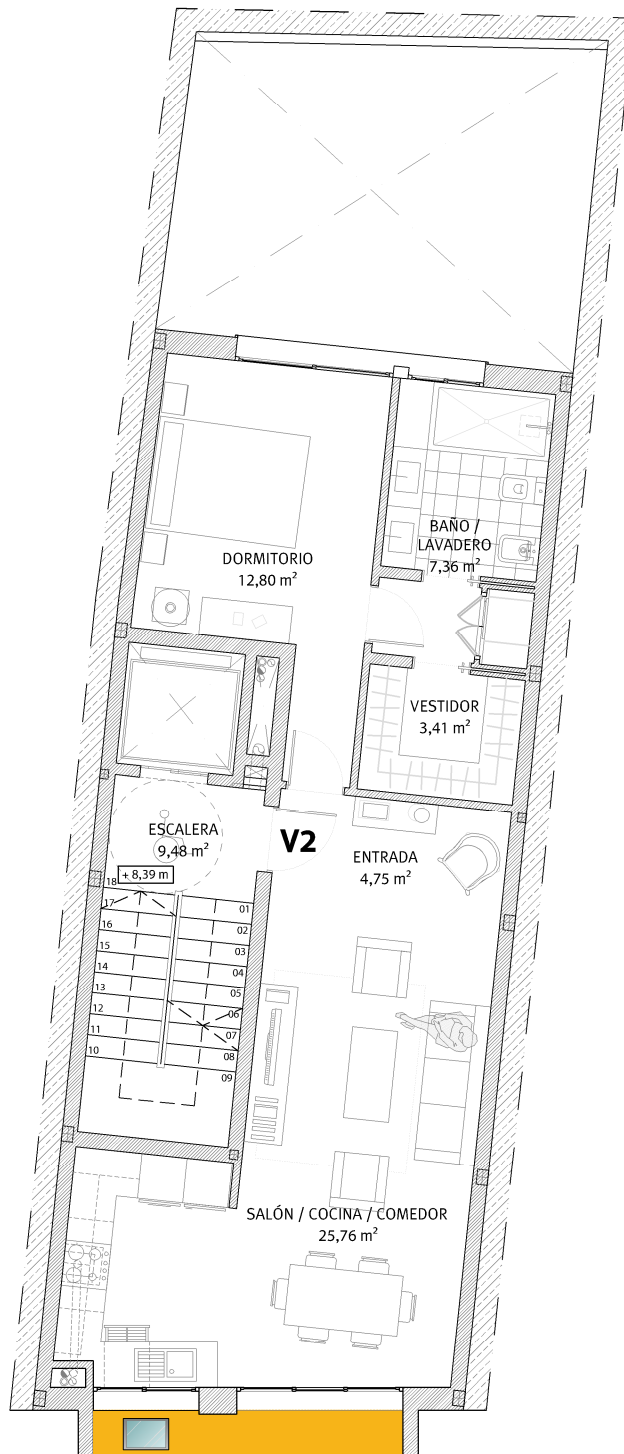 DORMITORIO
12,80 m²
BAÑO /
LAVADERO
7,36 m²
VESTIDOR
3,41 m²
ESCALERA
9,48 m²
V2
ENTRADA
4,75 m²
+ 8,39 m
18
17
16
15
14
13
12
11
10
01
02
03
04
05
06
07
08
09
SALÓN / COCINA / COMEDOR
25,76 m²